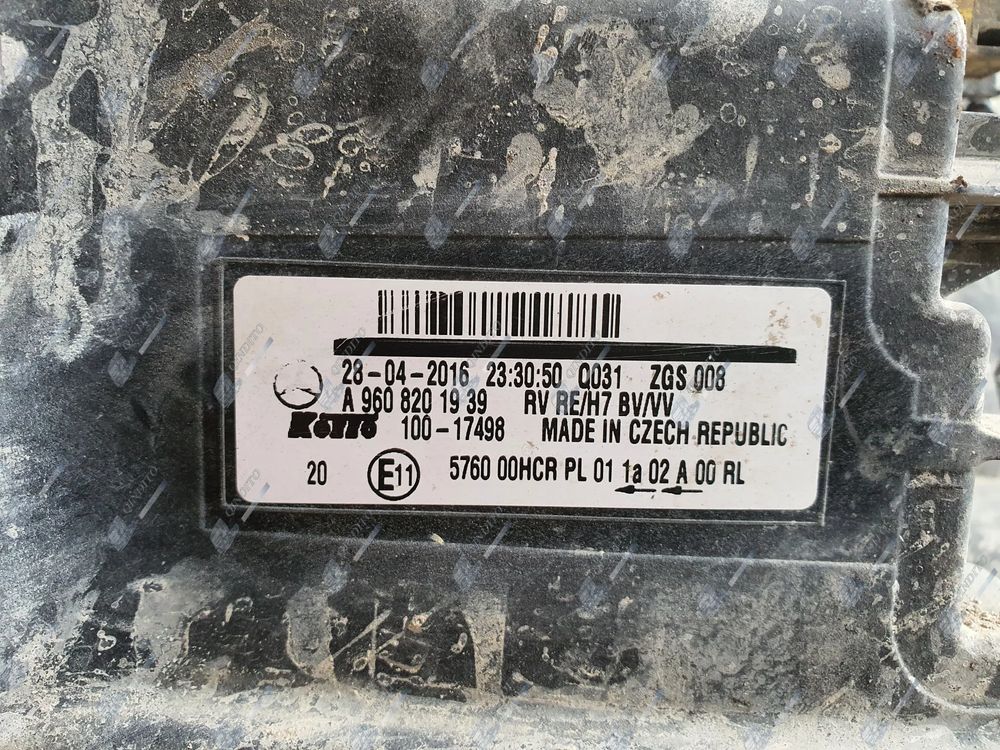 28-04-2016 23:30:50 Q031 ZGS 008
A 960 820 19 39 RV RE/H7 BV/VV
100-17498 MADE IN CZECH REPUBLIC
20 E11 5760 00HCR PL 01 1a 02 A 00 RL
QINDITO